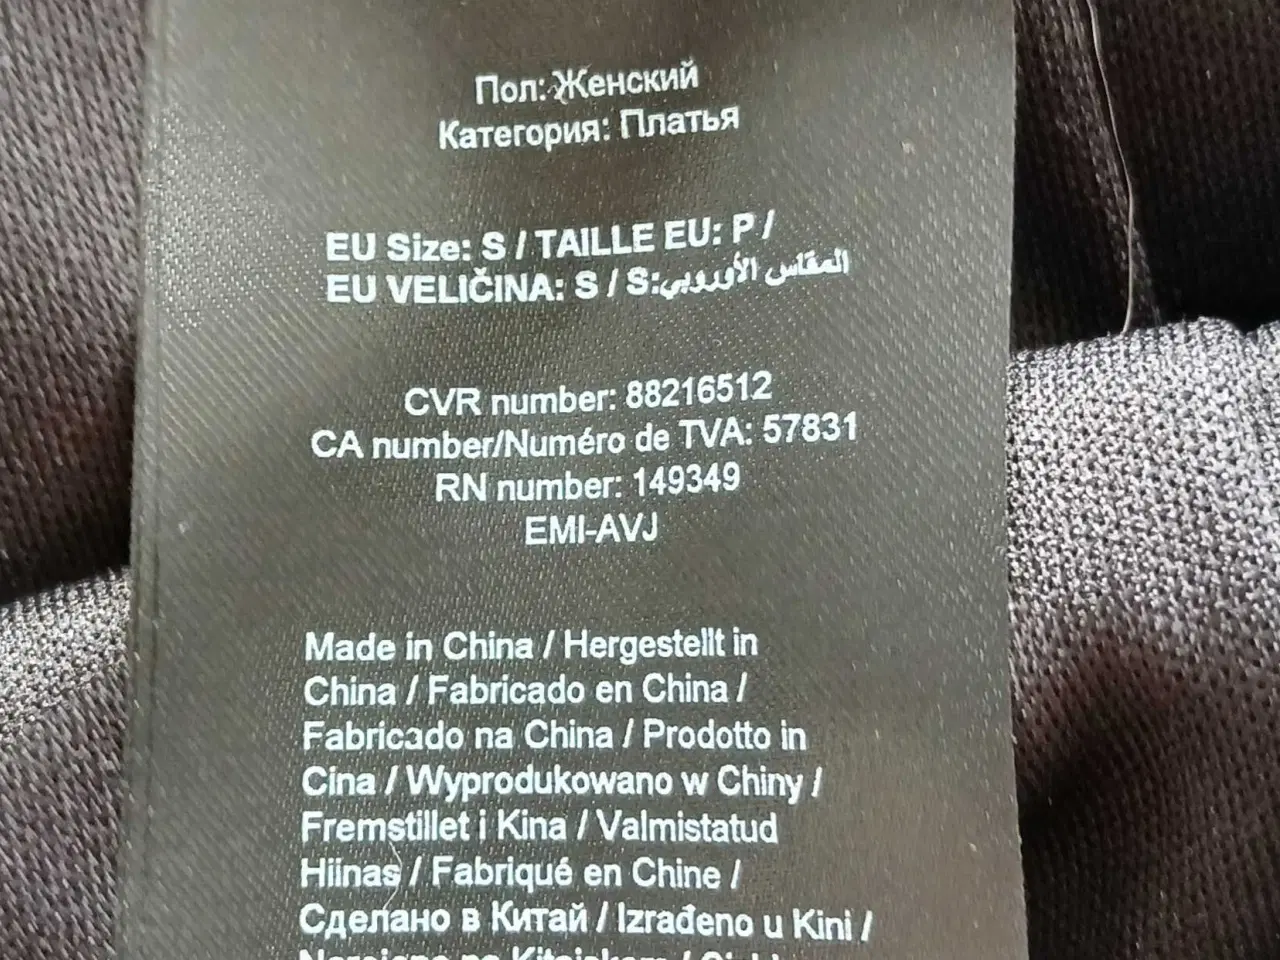 Пол: Женский
Категория: Платья
EU Size: S / TAILLE EU: P /
EU VELIČINA: S / S:المقاس الأوروبي
CVR number: 88216512
CA number/Numéro de TVA: 57831
RN number: 149349
EMI-AVJ
Made in China / Hergestellt in
China / Fabricado en China /
Fabricado na China / Prodotto in
Cina / Wyprodukowano w Chiny /
Fremstillet i Kina / Valmistatud
Hiinas / Fabriqué en Chine /
Сделано в Китай / Izrađeno u Kini /